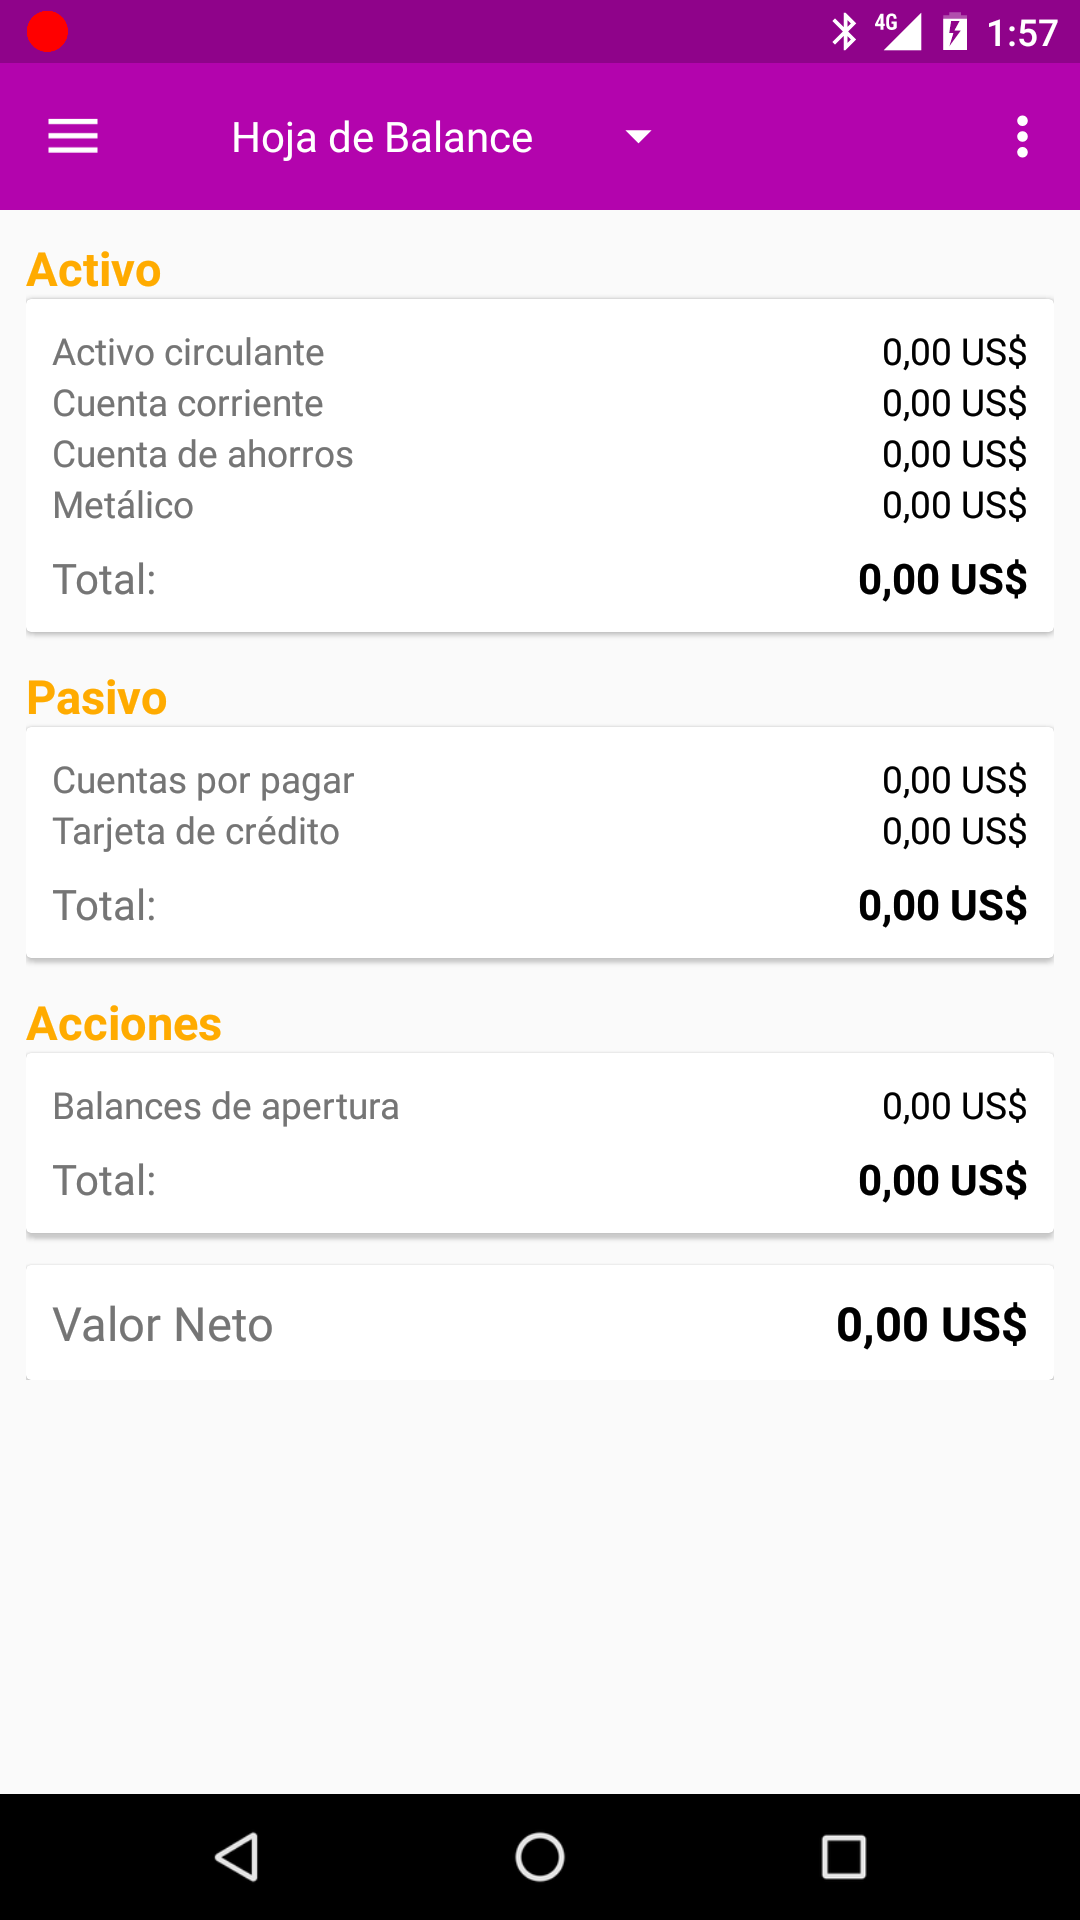 4G 1:57
Hoja de Balance
Activo
Activo circulante 0,00 US$
Cuenta corriente 0,00 US$
Cuenta de ahorros 0,00 US$
Metálico 0,00 US$
Total: 0,00 US$
Pasivo
Cuentas por pagar 0,00 US$
Tarjeta de crédito 0,00 US$
Total: 0,00 US$
Acciones
Balances de apertura 0,00 US$
Total: 0,00 US$
Valor Neto 0,00 US$